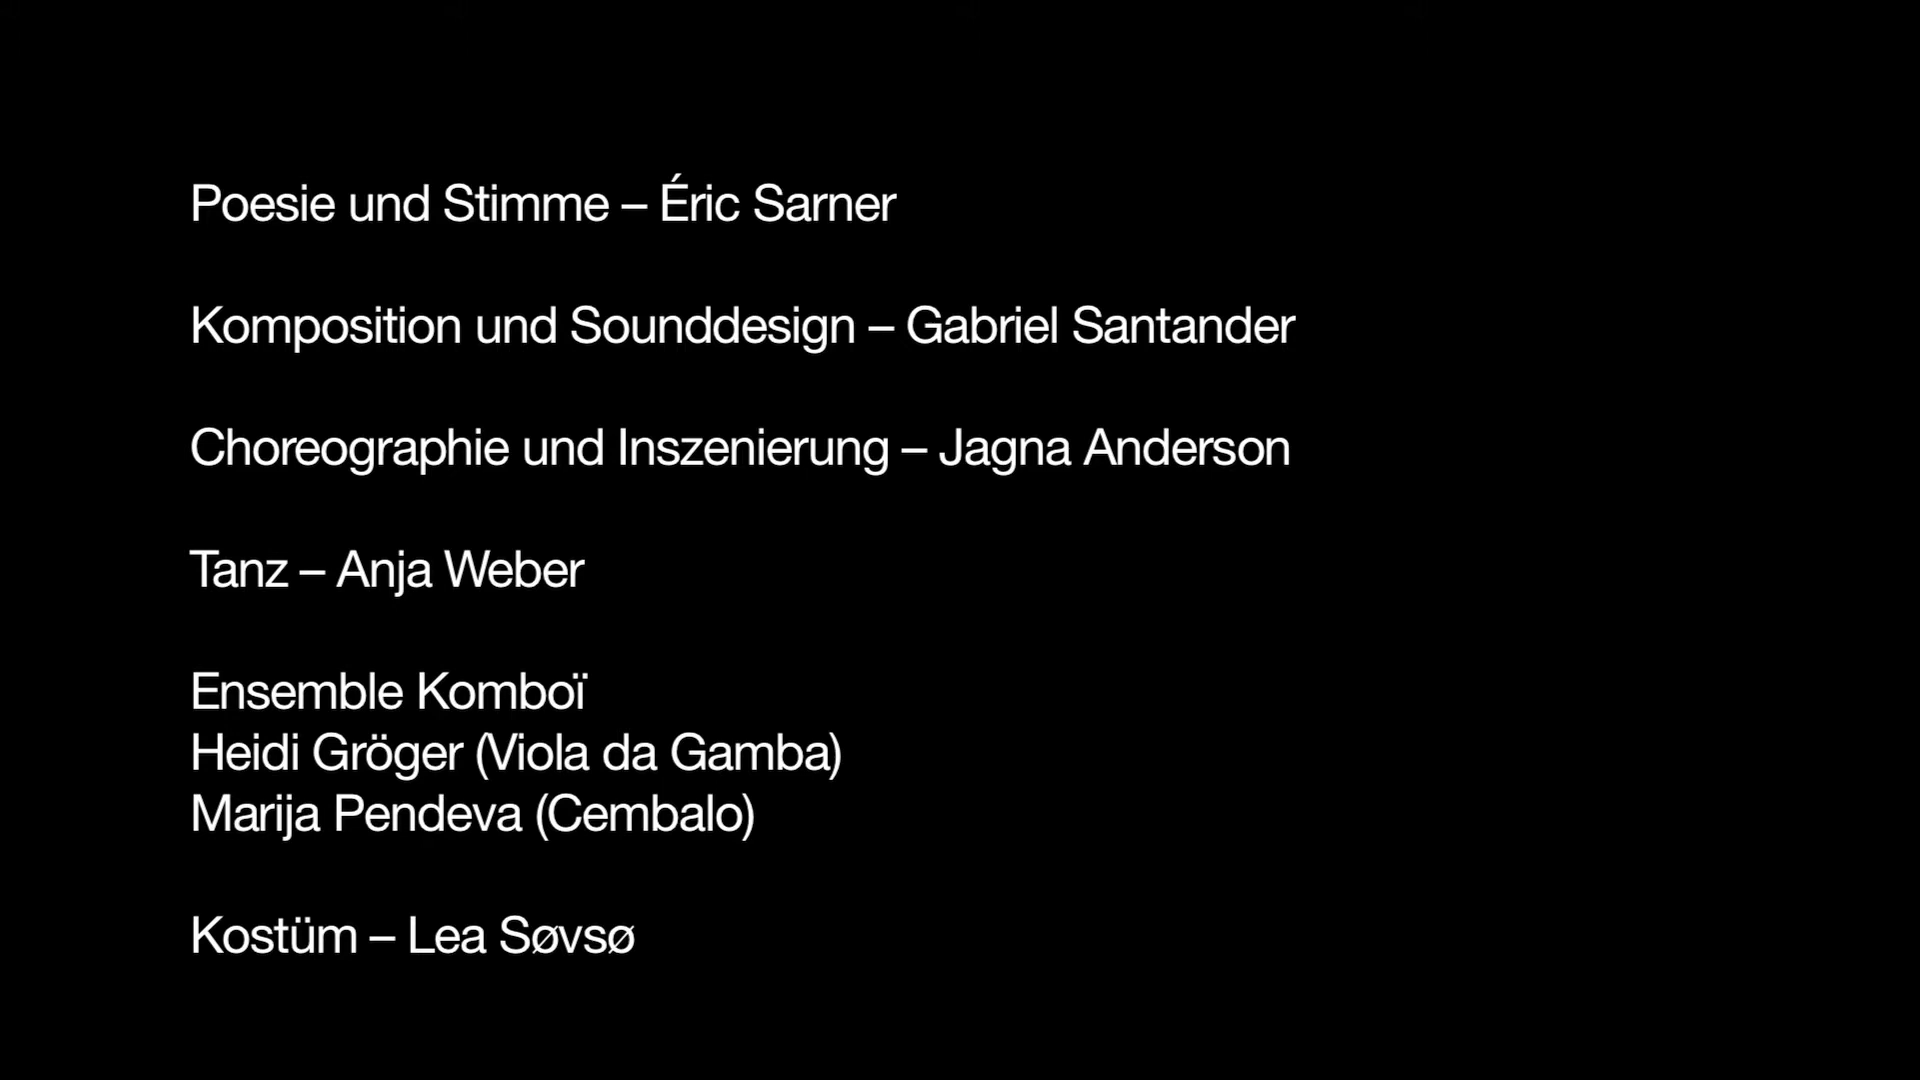 Poesie und Stimme – Éric Sarner
Komposition und Sounddesign – Gabriel Santander
Choreographie und Inszenierung – Jagna Anderson
Tanz – Anja Weber
Ensemble Komboï
Heidi Gröger (Viola da Gamba)
Marija Pendeva (Cembalo)
Kostüm – Lea Søvsø